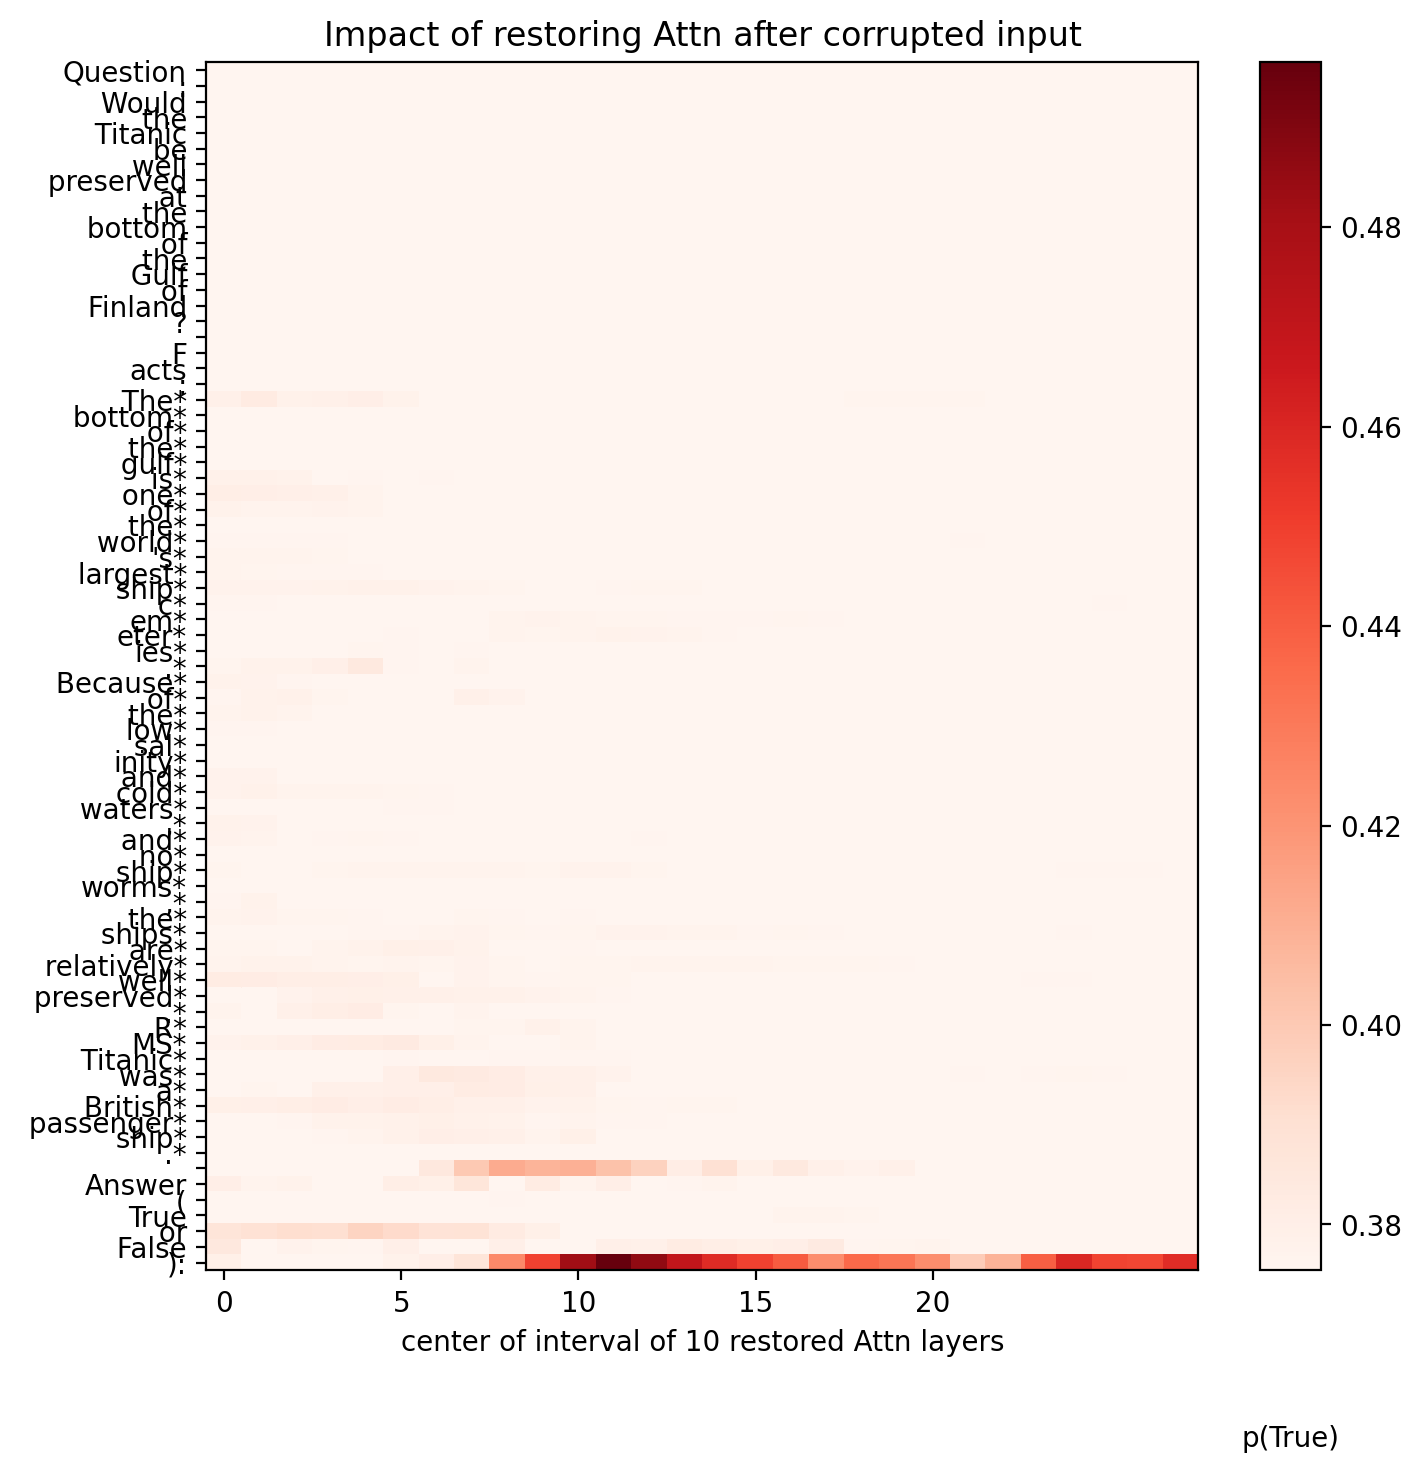 Impact of restoring Attn after corrupted input
Question
:
Would
the
Titanic
be
well
preserved
at
the
bottom
of
the
Gulf
of
Finland
?
F
acts
:
The*
bottom*
of*
the*
gulf*
is*
one*
of*
the*
world*
's*
largest*
ship*
c*
em*
eter*
ies*
.*
Because*
of*
the*
low*
sal*
inity*
and*
cold*
waters*
,*
and*
no*
ship*
worms*
,*
the*
ships*
are*
relatively*
well*
preserved*
.*
R*
MS*
Titanic*
was*
a*
British*
passenger*
ship*
.*
Answer
(
True
or
False
):
0 5 10 15 20
center of interval of 10 restored Attn layers
0.48
0.46
0.44
0.42
0.40
0.38
p(True)